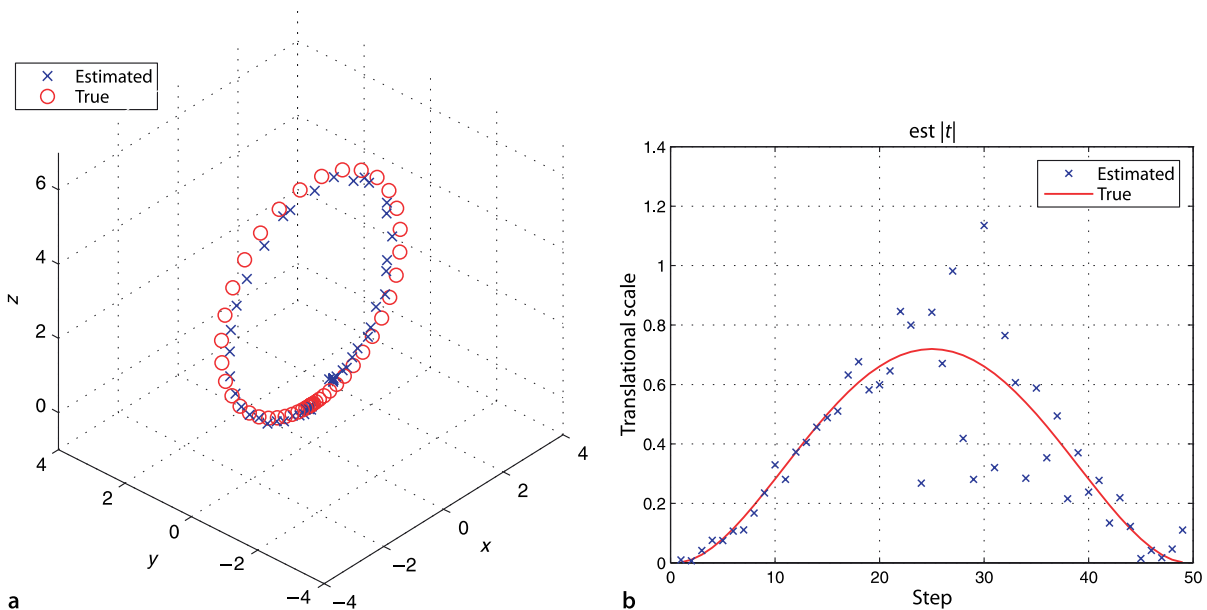 Estimated
True
6
4
2
0
z
4
2
0
−2
−4
y
−4
−2
0
2
4
x
a
est |t|
Estimated
True
1.4
1.2
1
0.8
0.6
0.4
0.2
0
Translational scale
0 10 20 30 40 50
Step
b